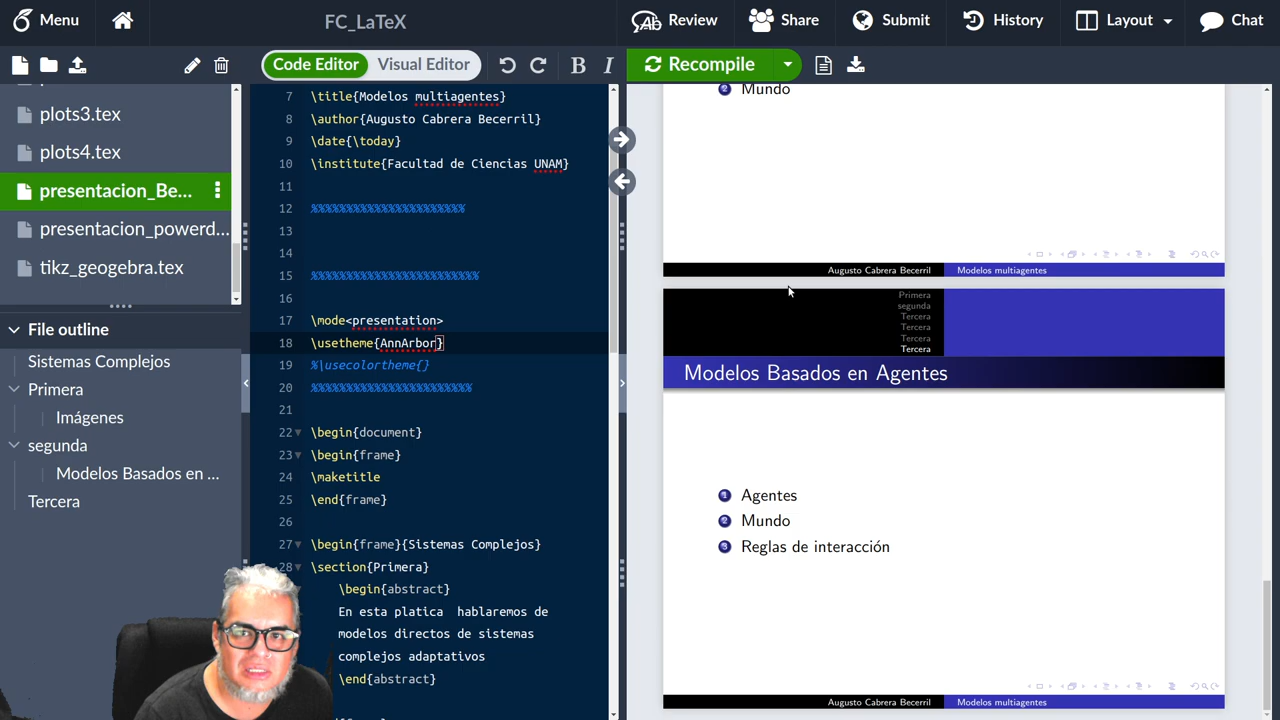 Menu
FC_LaTeX
Review
Share
Submit
History
Layout
Chat
Code Editor
Visual Editor
B
I
Recompile
plots3.tex
plots4.tex
presentacion_Be...
presentacion_powerd...
tikz_geogebra.tex
File outline
Sistemas Complejos
Primera
Imágenes
segunda
Modelos Basados en ...
Tercera
7 \title{Modelos multiagentes}
8 \author{Augusto Cabrera Becerril}
9 \date{\today}
10 \institute{Facultad de Ciencias UNAM}
11
12 %%%%%%%%%%%%%%%%%%%%%%
13
14
15 %%%%%%%%%%%%%%%%%%%%%%%%
16
17 \mode<presentation>
18 \usetheme{AnnArbor}
19 %\usecolortheme{}
20 %%%%%%%%%%%%%%%%%%%%%%%
21
22 \begin{document}
23 \begin{frame}
24 \maketitle
25 \end{frame}
26
27 \begin{frame}{Sistemas Complejos}
28 \section{Primera}
\begin{abstract}
En esta platica hablaremos de
modelos directos de sistemas
complejos adaptativos
\end{abstract}
2 Mundo
Augusto Cabrera Becerril Modelos multiagentes
Primera
segunda
Tercera
Tercera
Tercera
Tercera
Modelos Basados en Agentes
1 Agentes
2 Mundo
3 Reglas de interacción
Augusto Cabrera Becerril Modelos multiagentes